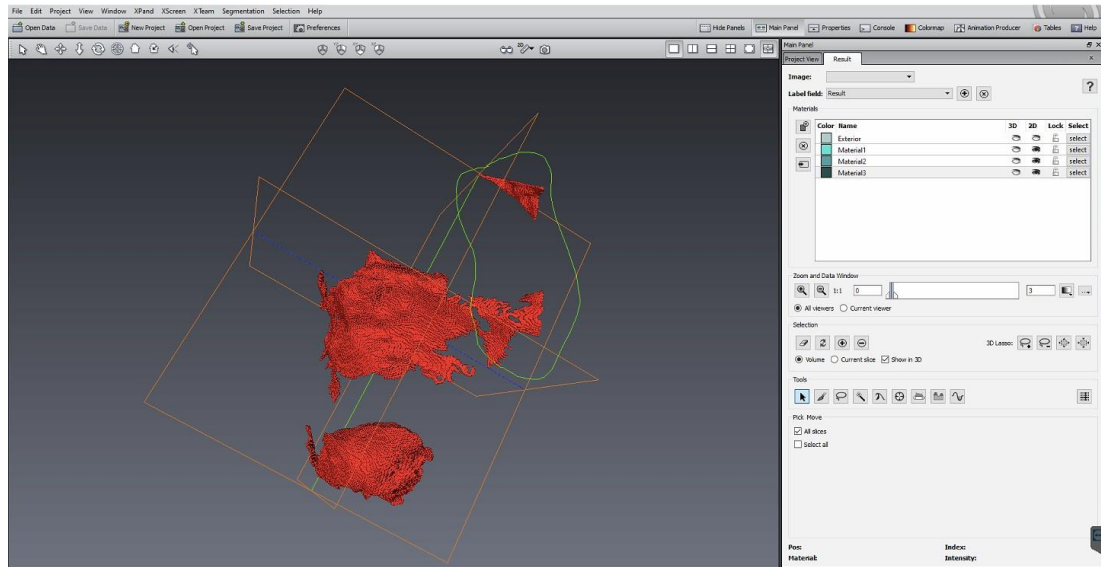 File Edit Project View Window XPand XScreen XTeam Segmentation Selection Help
Open Data Save Data New Project Open Project Save Project Preferences Hide Panels Main Panel Properties Console Colormap Animation Producer Tables Help
Main Panel
Project View Result
Image:
Label field: Result
Materials
Color Name 3D 2D Lock Select
Exterior select
Material1 select
Material2 select
Material3 select
Zoom and Data Window
1:1 0 3
All viewers Current viewer
Selection
3D Lasso:
Volume Current slice Show in 3D
Tools
Pick Move
All slices
Select all
Pos: Index:
Material: Intensity: